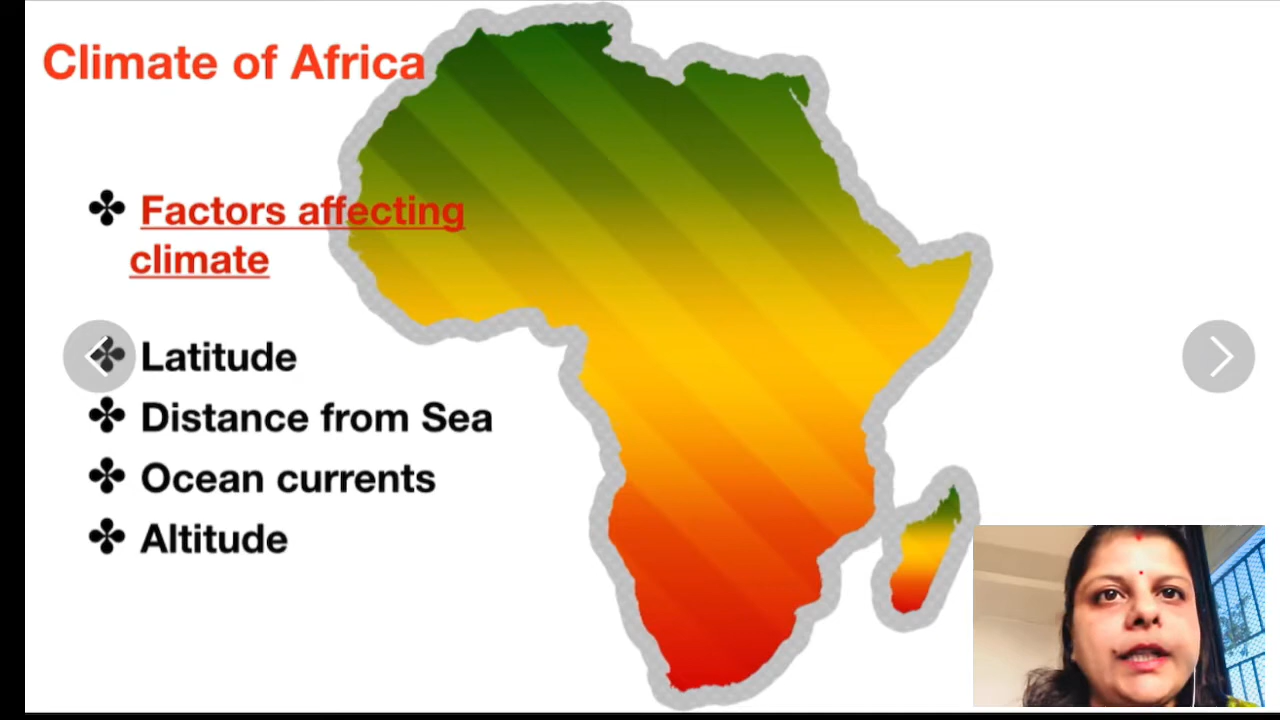 Climate of Africa
Factors affecting
climate
Latitude
Distance from Sea
Ocean currents
Altitude